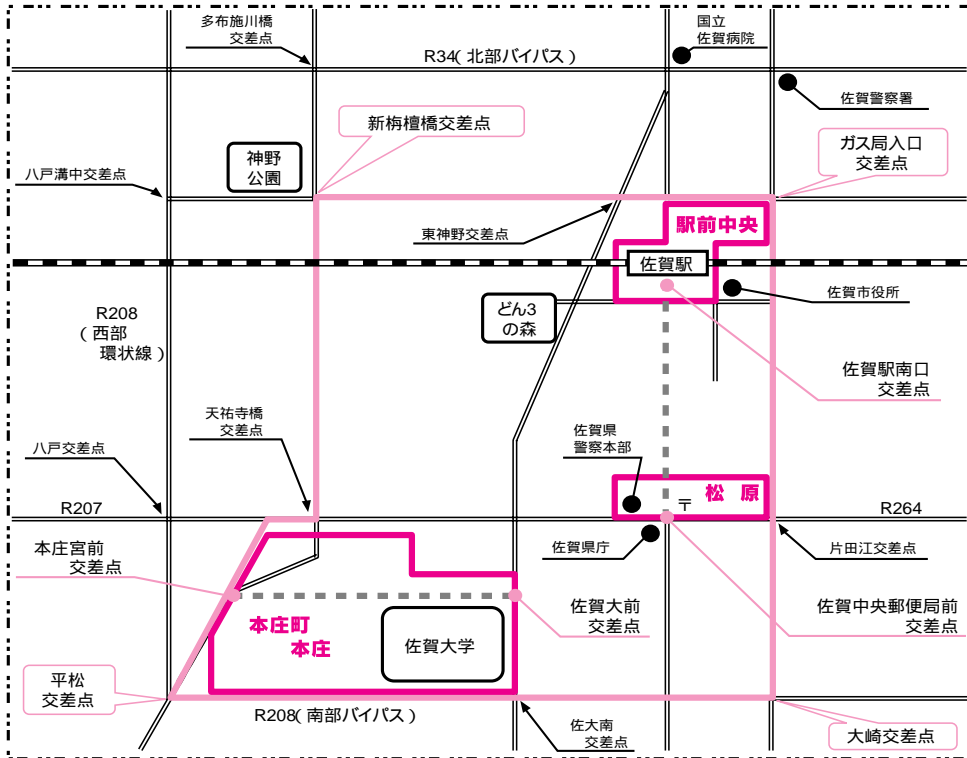 多布施川橋
交差点
国立
佐賀病院
R34(北部バイパス)
佐賀警察署
新栴檀橋交差点
ガス局入口
交差点
神野
公園
八戸溝中交差点
駅前中央
東神野交差点
佐賀駅
佐賀市役所
どん3
の森
R208
(西部
環状線)
佐賀駅南口
交差点
天祐寺橋
交差点
佐賀県
警察本部
八戸交差点
松原
〒
R207
R264
本庄宮前
交差点
佐賀県庁
片田江交差点
佐賀大前
交差点
佐賀中央郵便局前
交差点
本庄町
本庄
佐賀大学
平松
交差点
R208(南部バイパス)
佐大南
交差点
大崎交差点